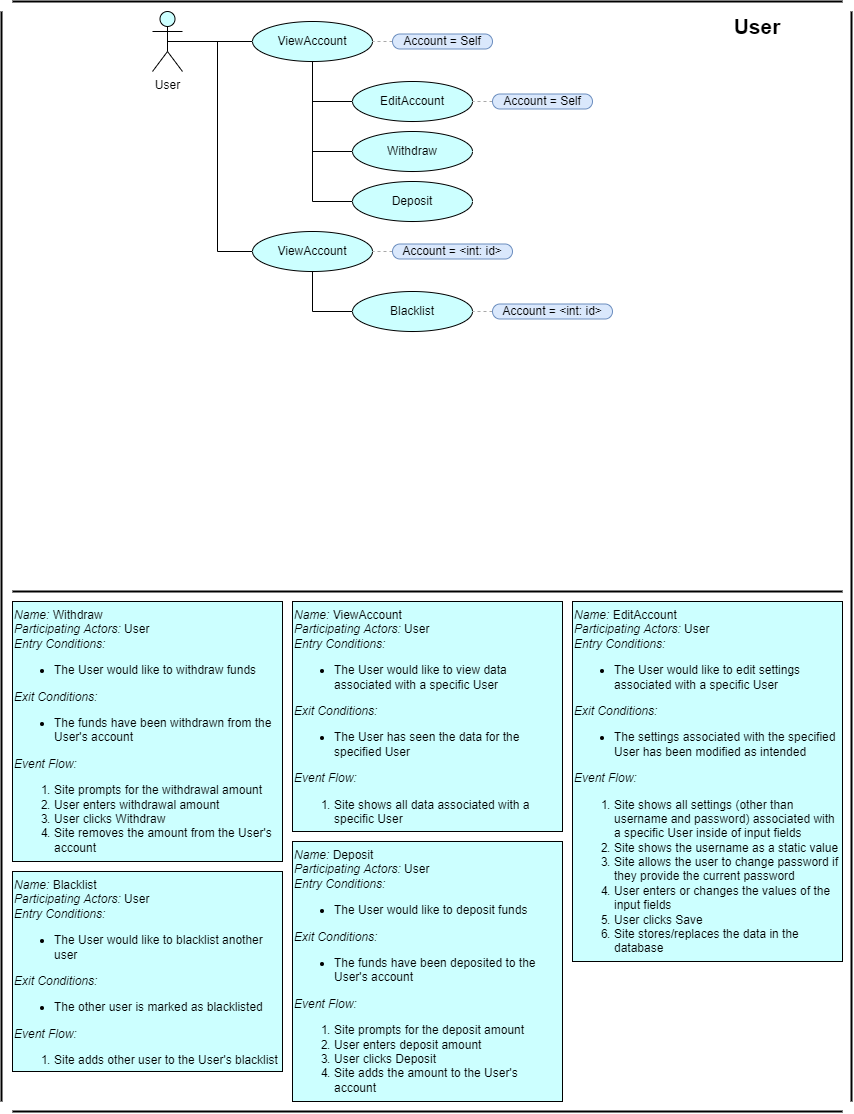 User
ViewAccount
Account = Self
User
EditAccount
Account = Self
Withdraw
Deposit
ViewAccount
Account = <int: id>
Blacklist
Account = <int: id>
Name: Withdraw
Participating Actors: User
Entry Conditions:
• The User would like to withdraw funds
Exit Conditions:
• The funds have been withdrawn from the
User's account
Event Flow:
1. Site prompts for the withdrawal amount
2. User enters withdrawal amount
3. User clicks Withdraw
4. Site removes the amount from the User's
account
Name: Blacklist
Participating Actors: User
Entry Conditions:
• The User would like to blacklist another
user
Exit Conditions:
• The other user is marked as blacklisted
Event Flow:
1. Site adds other user to the User's blacklist
Name: ViewAccount
Participating Actors: User
Entry Conditions:
• The User would like to view data
associated with a specific User
Exit Conditions:
• The User has seen the data for the
specified User
Event Flow:
1. Site shows all data associated with a
specific User
Name: Deposit
Participating Actors: User
Entry Conditions:
• The User would like to deposit funds
Exit Conditions:
• The funds have been deposited to the
User's account
Event Flow:
1. Site prompts for the deposit amount
2. User enters deposit amount
3. User clicks Deposit
4. Site adds the amount to the User's
account
Name: EditAccount
Participating Actors: User
Entry Conditions:
• The User would like to edit settings
associated with a specific User
Exit Conditions:
• The settings associated with the specified
User has been modified as intended
Event Flow:
1. Site shows all settings (other than
username and password) associated with
a specific User inside of input fields
2. Site shows the username as a static value
3. Site allows the user to change password if
they provide the current password
4. User enters or changes the values of the
input fields
5. User clicks Save
6. Site stores/replaces the data in the
database